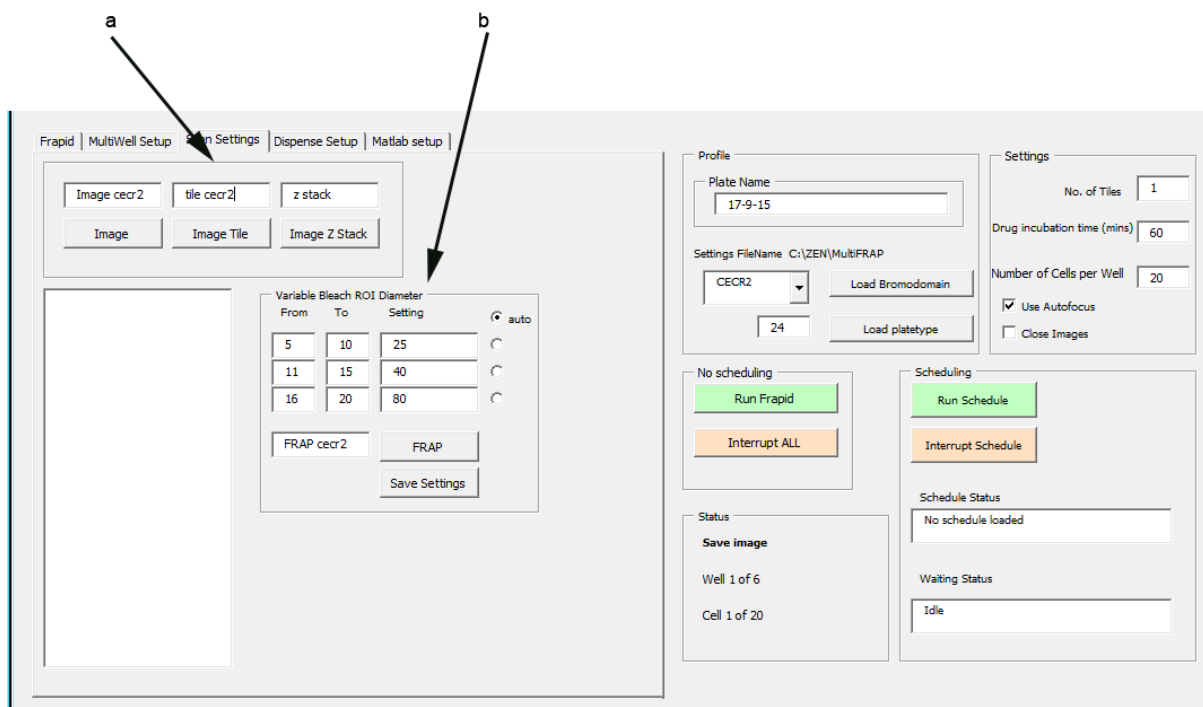 a
b
Frapid
MultiWell Setup
Scan Settings
Dispense Setup
Matlab setup
Image cecr2
tile cecr2
z stack
Image
Image Tile
Image Z Stack
Variable Bleach ROI Diameter
From To Setting
auto
5 10 25
11 15 40
16 20 80
FRAP cecr2
FRAP
Save Settings
Profile
Plate Name
17-9-15
Settings FileName C:\ZEN\MultiFRAP
CECR2
Load Bromodomain
24
Load platetype
Settings
No. of Tiles 1
Drug incubation time (mins) 60
Number of Cells per Well 20
Use Autofocus
Close Images
No scheduling
Run Frapid
Interrupt ALL
Scheduling
Run Schedule
Interrupt Schedule
Schedule Status
No schedule loaded
Waiting Status
Idle
Status
Save image
Well 1 of 6
Cell 1 of 20